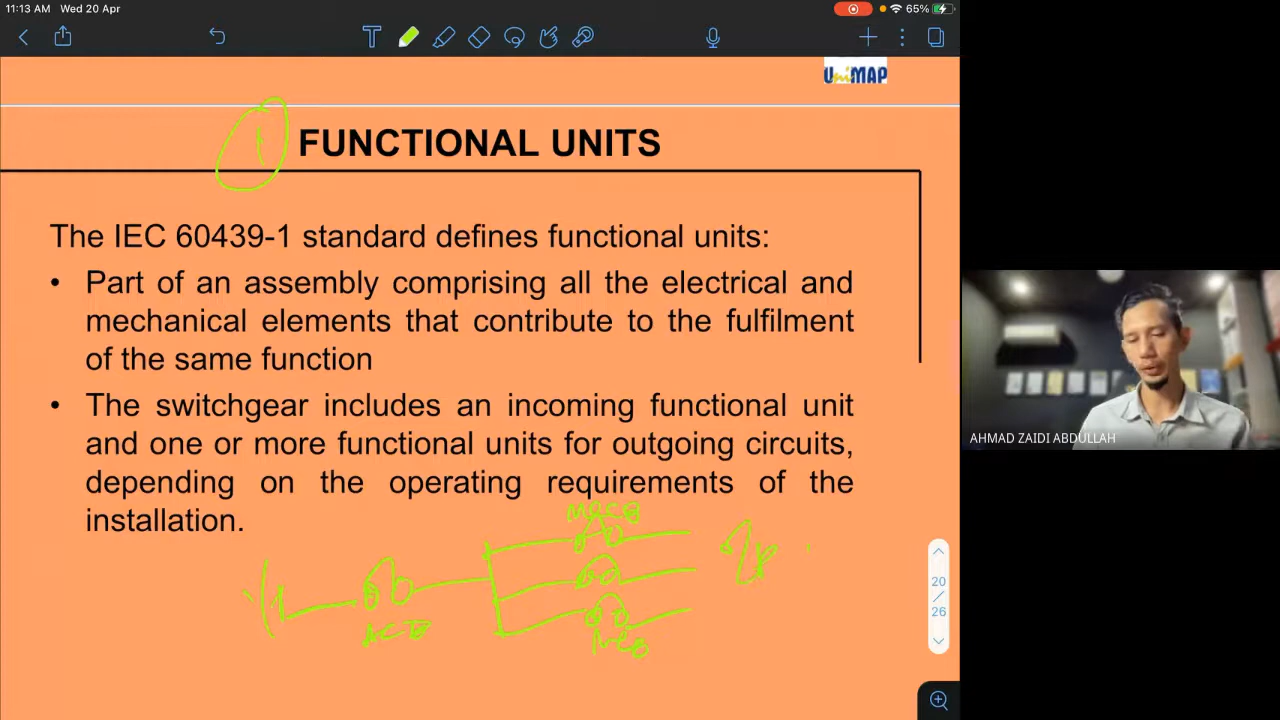 11:13 AM Wed 20 Apr
65%
T
UniMAP
1 FUNCTIONAL UNITS
The IEC 60439-1 standard defines functional units:
• Part of an assembly comprising all the electrical and
mechanical elements that contribute to the fulfilment
of the same function
• The switchgear includes an incoming functional unit
and one or more functional units for outgoing circuits,
depending on the operating requirements of the
installation.
MCCB
ACB
MCB
20
/
26
AHMAD ZAIDI ABDULLAH